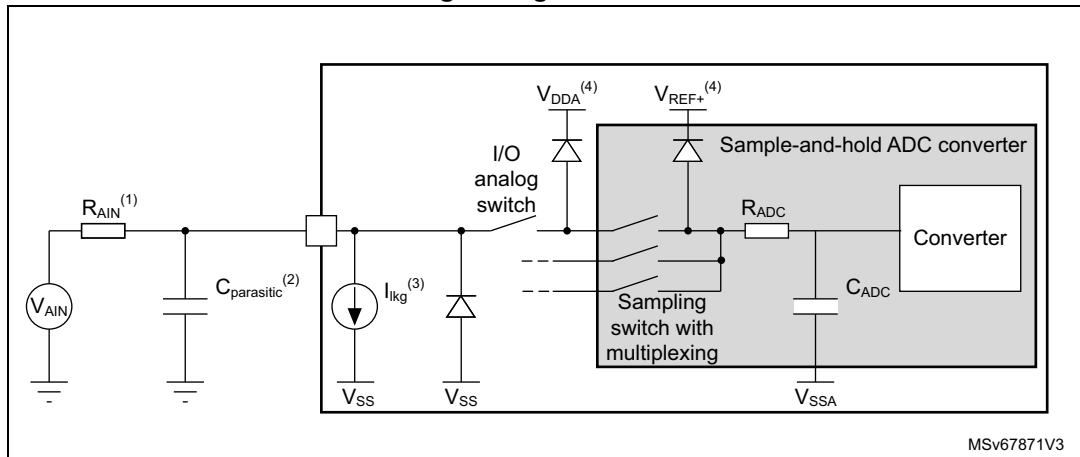 V_DDA(4)
V_REF+(4)
Sample-and-hold ADC converter
I/O
analog
switch
R_AIN(1)
R_ADC
Converter
V_AIN
C_parasitic(2)
I_lkg(3)
C_ADC
Sampling
switch with
multiplexing
V_SS
V_SS
V_SSA
MSv67871V3